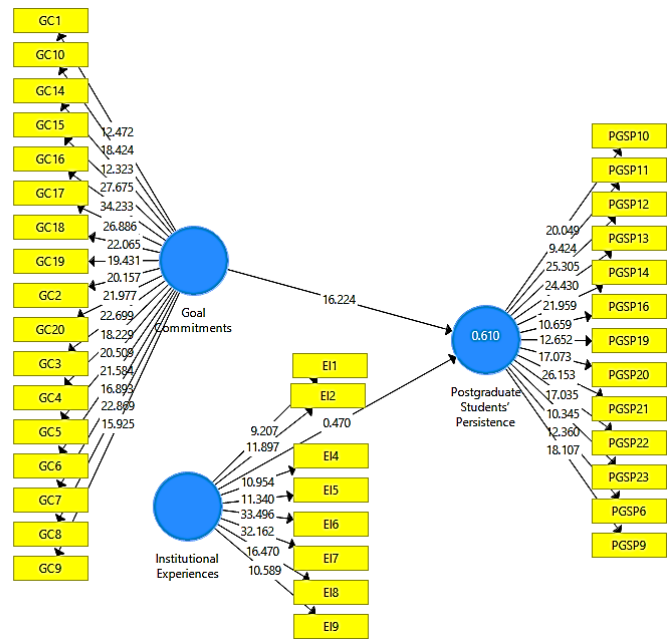 GC1
GC10
GC14
GC15
GC16
GC17
GC18
GC19
GC2
GC20
GC3
GC4
GC5
GC6
GC7
GC8
GC9
12.472
18.424
12.323
27.675
34.233
26.886
22.065
19.431
20.157
21.977
22.699
18.229
20.509
21.584
16.893
22.869
15.925
Goal
Commitments
16.224
0.470
EI1
EI2
EI4
EI5
EI6
EI7
EI8
EI9
9.207
11.897
10.954
11.340
33.496
32.162
16.470
10.589
Institutional
Experiences
0.610
Postgraduate
Students'
Persistence
20.049
9.424
25.305
24.430
21.959
10.659
12.652
17.073
26.153
17.035
10.345
12.360
18.107
PGSP10
PGSP11
PGSP12
PGSP13
PGSP14
PGSP16
PGSP19
PGSP20
PGSP21
PGSP22
PGSP23
PGSP6
PGSP9